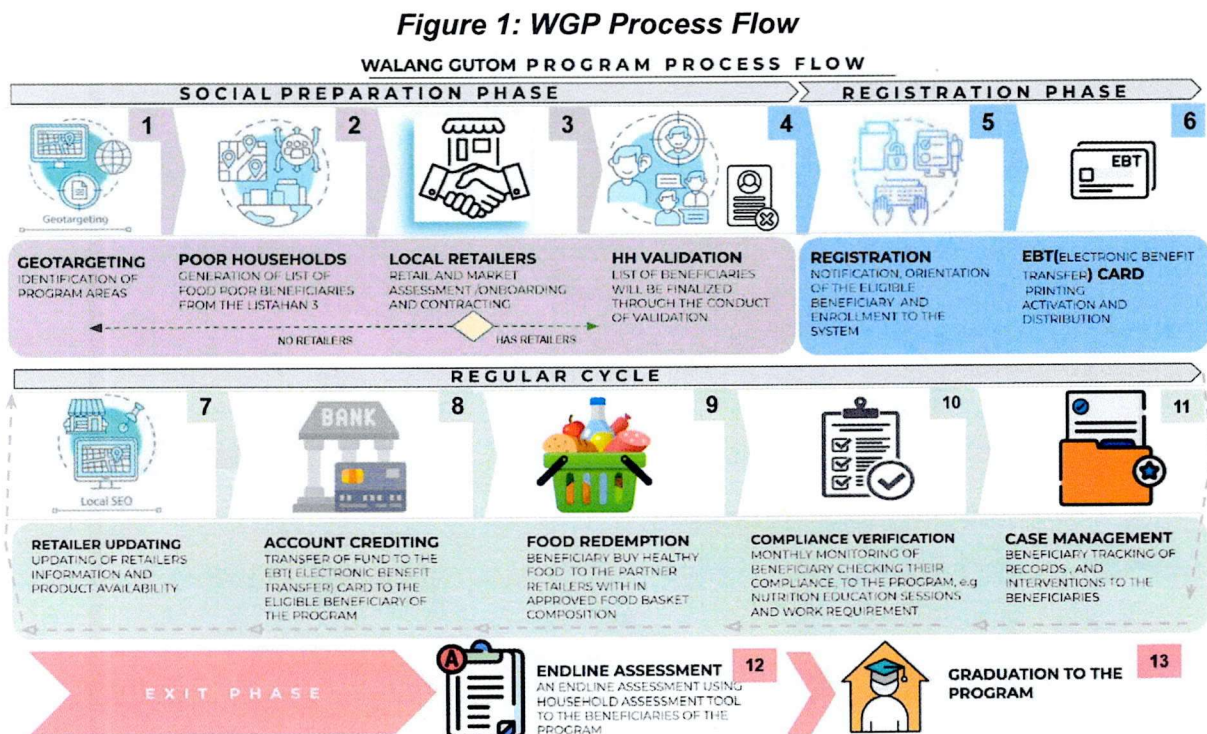 Figure 1: WGP Process Flow
WALANG GUTOM PROGRAM PROCESS FLOW
SOCIAL PREPARATION PHASE
REGISTRATION PHASE
1
2
3
4
5
6
Geotargeting
EBT
GEOTARGETING
IDENTIFICATION OF
PROGRAM AREAS
POOR HOUSEHOLDS
GENERATION OF LIST OF
FOOD POOR BENEFICIARIES
FROM THE LISTAHAN 3
LOCAL RETAILERS
RETAIL AND MARKET
ASSESSMENT /ONBOARDING
AND CONTRACTING
HH VALIDATION
LIST OF BENEFICIARIES
WILL BE FINALIZED
THROUGH THE CONDUCT
OF VALIDATION
NO RETAILERS
HAS RETAILERS
REGISTRATION
NOTIFICATION, ORIENTATION
OF THE ELIGIBLE
BENEFICIARY AND
ENROLLMENT TO THE
SYSTEM
EBT(ELECTRONIC BENEFIT
TRANSFER) CARD
PRINTING
ACTIVATION AND
DISTRIBUTION
REGULAR CYCLE
7
8
9
10
11
Local SEO
BANK
RETAILER UPDATING
UPDATING OF RETAILERS
INFORMATION AND
PRODUCT AVAILABILITY
ACCOUNT CREDITING
TRANSFER OF FUND TO THE
EBT( ELECTRONIC BENEFIT
TRANSFER) CARD TO THE
ELIGIBLE BENEFICIARY OF
THE PROGRAM
FOOD REDEMPTION
BENEFICIARY BUY HEALTHY
FOOD TO THE PARTNER
RETAILERS WITH IN
APPROVED FOOD BASKET
COMPOSITION
COMPLIANCE VERIFICATION
MONTHLY MONITORING OF
BENEFICIARY CHECKING THEIR
COMPLIANCE, TO THE PROGRAM, e.g
NUTRITION EDUCATION SESSIONS
AND WORK REQUIREMENT
CASE MANAGEMENT
BENEFICIARY TRACKING OF
RECORDS , AND
INTERVENTIONS TO THE
BENEFICIARIES
EXIT PHASE
A
ENDLINE ASSESSMENT
12
AN ENDLINE ASSESSMENT USING
HOUSEHOLD ASSESSMENT TOOL
TO THE BENEFICIARIES OF THE
PROGRAM
GRADUATION TO THE
PROGRAM
13